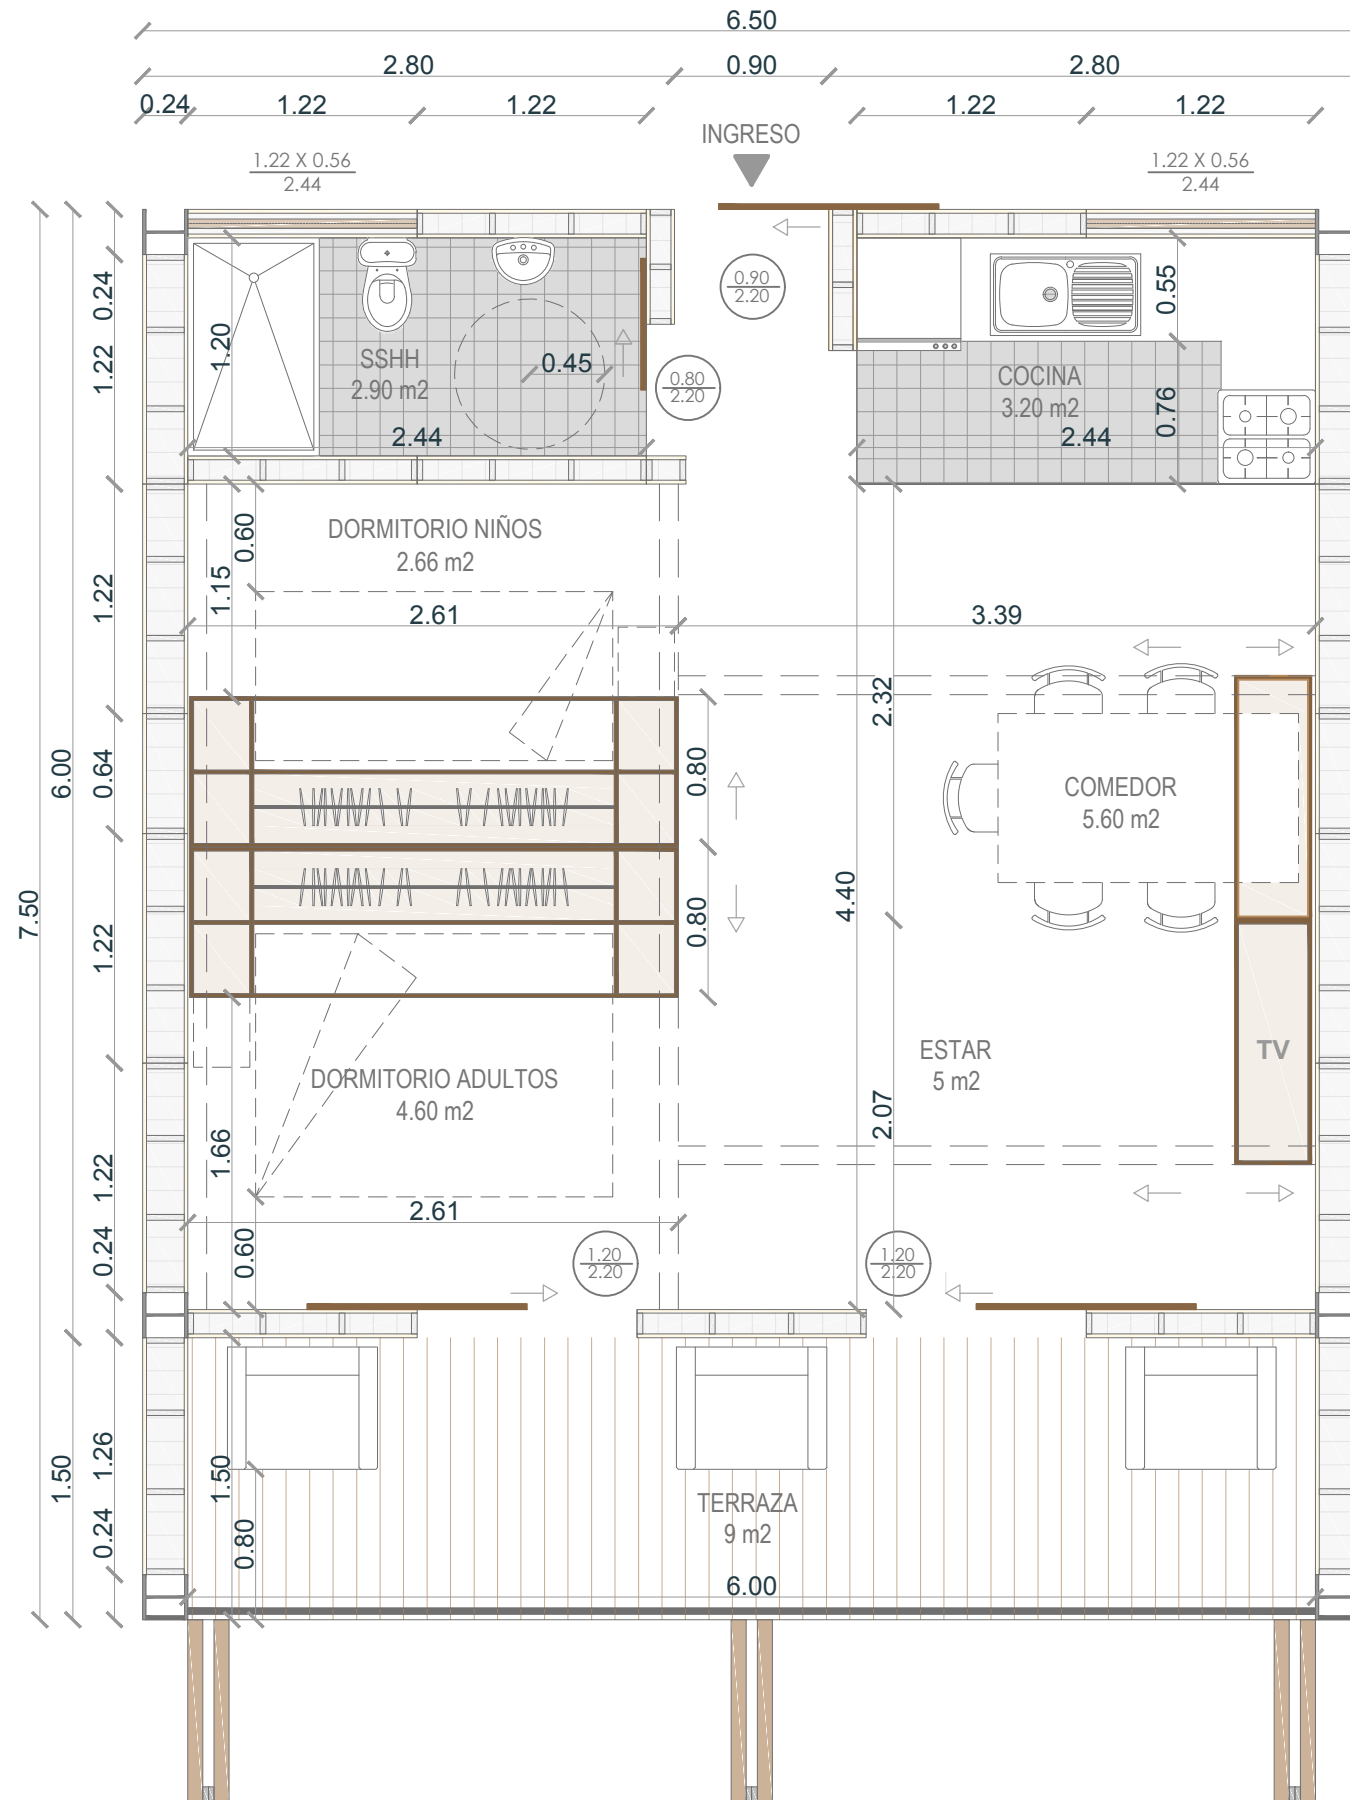 6.50
2.80
0.90
2.80
0.24
1.22
1.22
1.22
1.22
INGRESO
1.22 X 0.56
2.44
1.22 X 0.56
2.44
0.24
1.22
1.20
SSHH
2.90 m2
0.45
2.44
0.90
2.20
0.80
2.20
0.55
COCINA
3.20 m2
0.76
2.44
DORMITORIO NIÑOS
2.66 m2
0.60
1.15
1.22
2.61
3.39
2.32
0.80
0.80
6.00
0.64
7.50
1.22
COMEDOR
5.60 m2
4.40
ESTAR
5 m2
TV
DORMITORIO ADULTOS
4.60 m2
2.07
1.66
1.22
2.61
0.24
0.60
1.20
2.20
1.20
2.20
1.50
1.26
1.50
0.24
0.80
TERRAZA
9 m2
6.00